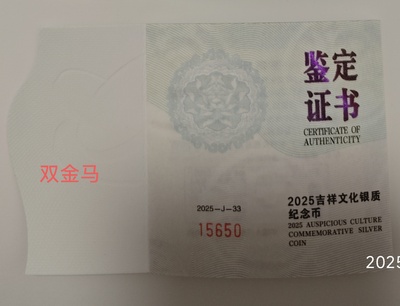 鉴定
证书
CERTIFICATE OF
AUTHENTICITY
双金马
2025-J-33
15650
2025吉祥文化银质
纪念币
2025 AUSPICIOUS CULTURE
COMMEMORATIVE SILVER
COIN
2025